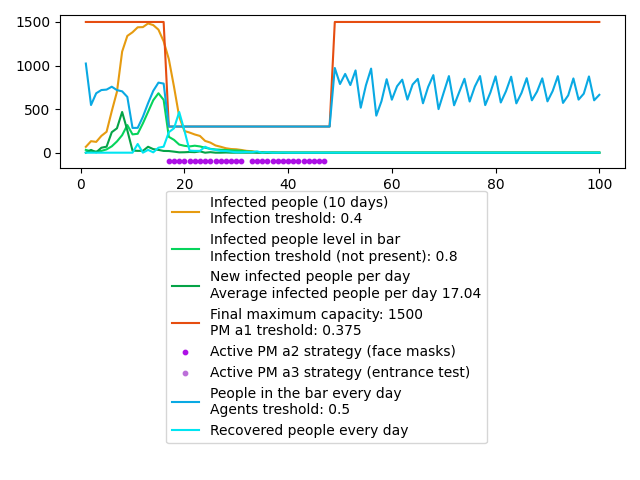 1500
1000
500
0
0 20 40 60 80 100
Infected people (10 days)
Infection treshold: 0.4
Infected people level in bar
Infection treshold (not present): 0.8
New infected people per day
Average infected people per day 17.04
Final maximum capacity: 1500
PM a1 treshold: 0.375
Active PM a2 strategy (face masks)
Active PM a3 strategy (entrance test)
People in the bar every day
Agents treshold: 0.5
Recovered people every day